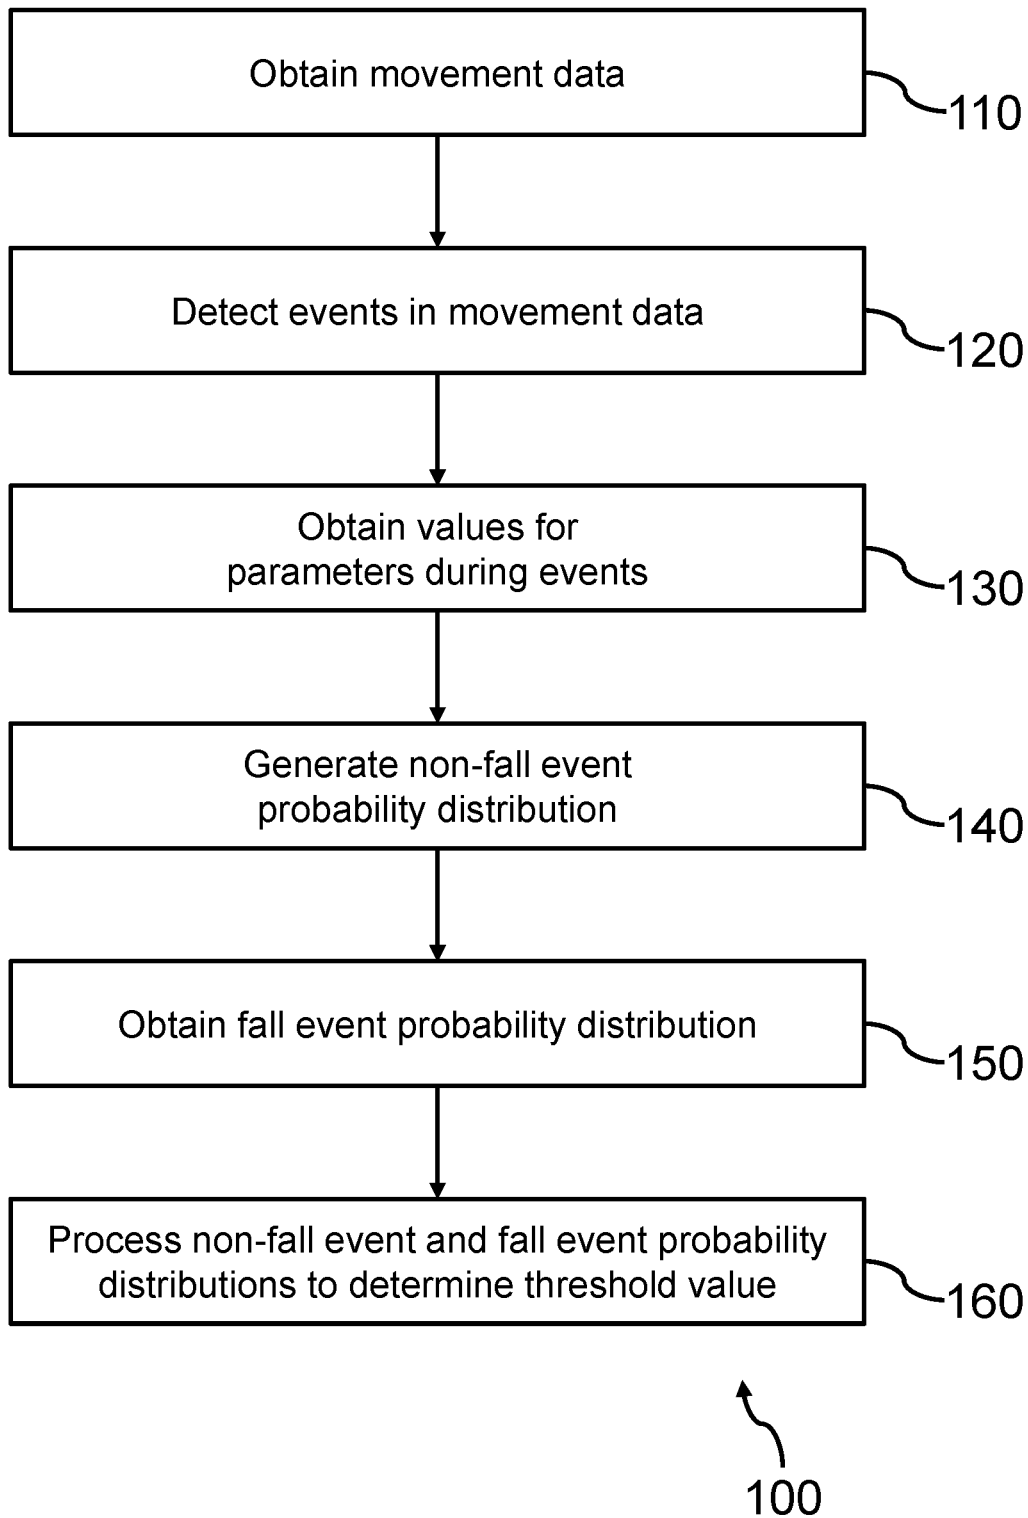 Obtain movement data
110
Detect events in movement data
120
Obtain values for
parameters during events
130
Generate non-fall event
probability distribution
140
Obtain fall event probability distribution
150
Process non-fall event and fall event probability
distributions to determine threshold value
160
100